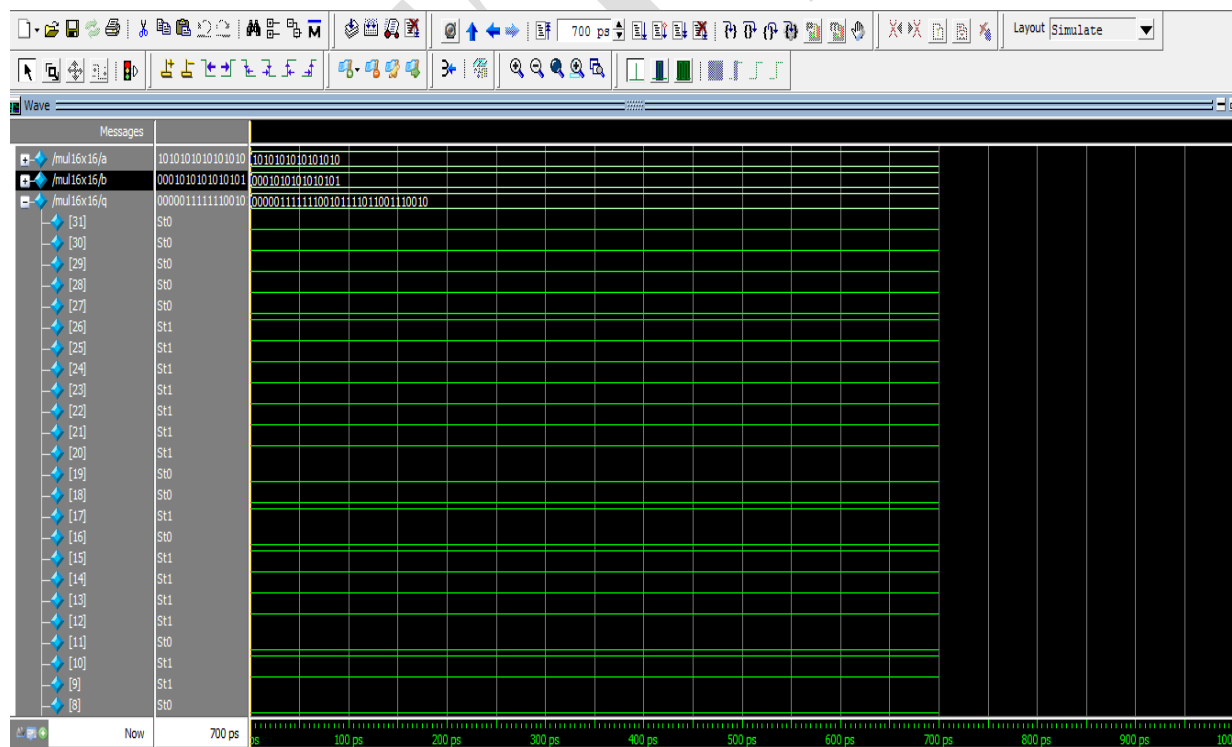 700 ps Layout Simulate
Wave
Messages
/mul16x16/a 1010101010101010 1010101010101010
/mul16x16/b 0001010101010101 0001010101010101
/mul16x16/q 0000011111110010 00000111111100101111011001110010
[31] St0
[30] St0
[29] St0
[28] St0
[27] St0
[26] St1
[25] St1
[24] St1
[23] St1
[22] St1
[21] St1
[20] St1
[19] St0
[18] St0
[17] St1
[16] St0
[15] St1
[14] St1
[13] St1
[12] St1
[11] St0
[10] St1
[9] St1
[8] St0
Now 700 ps ps 100 ps 200 ps 300 ps 400 ps 500 ps 600 ps 700 ps 800 ps 900 ps